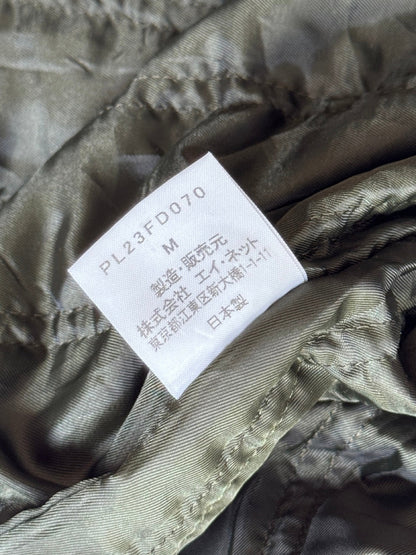 PL23FD070
M
製造・販売元
株式会社 エイ・ネット
東京都江東区新大橋1-1-11
日本製